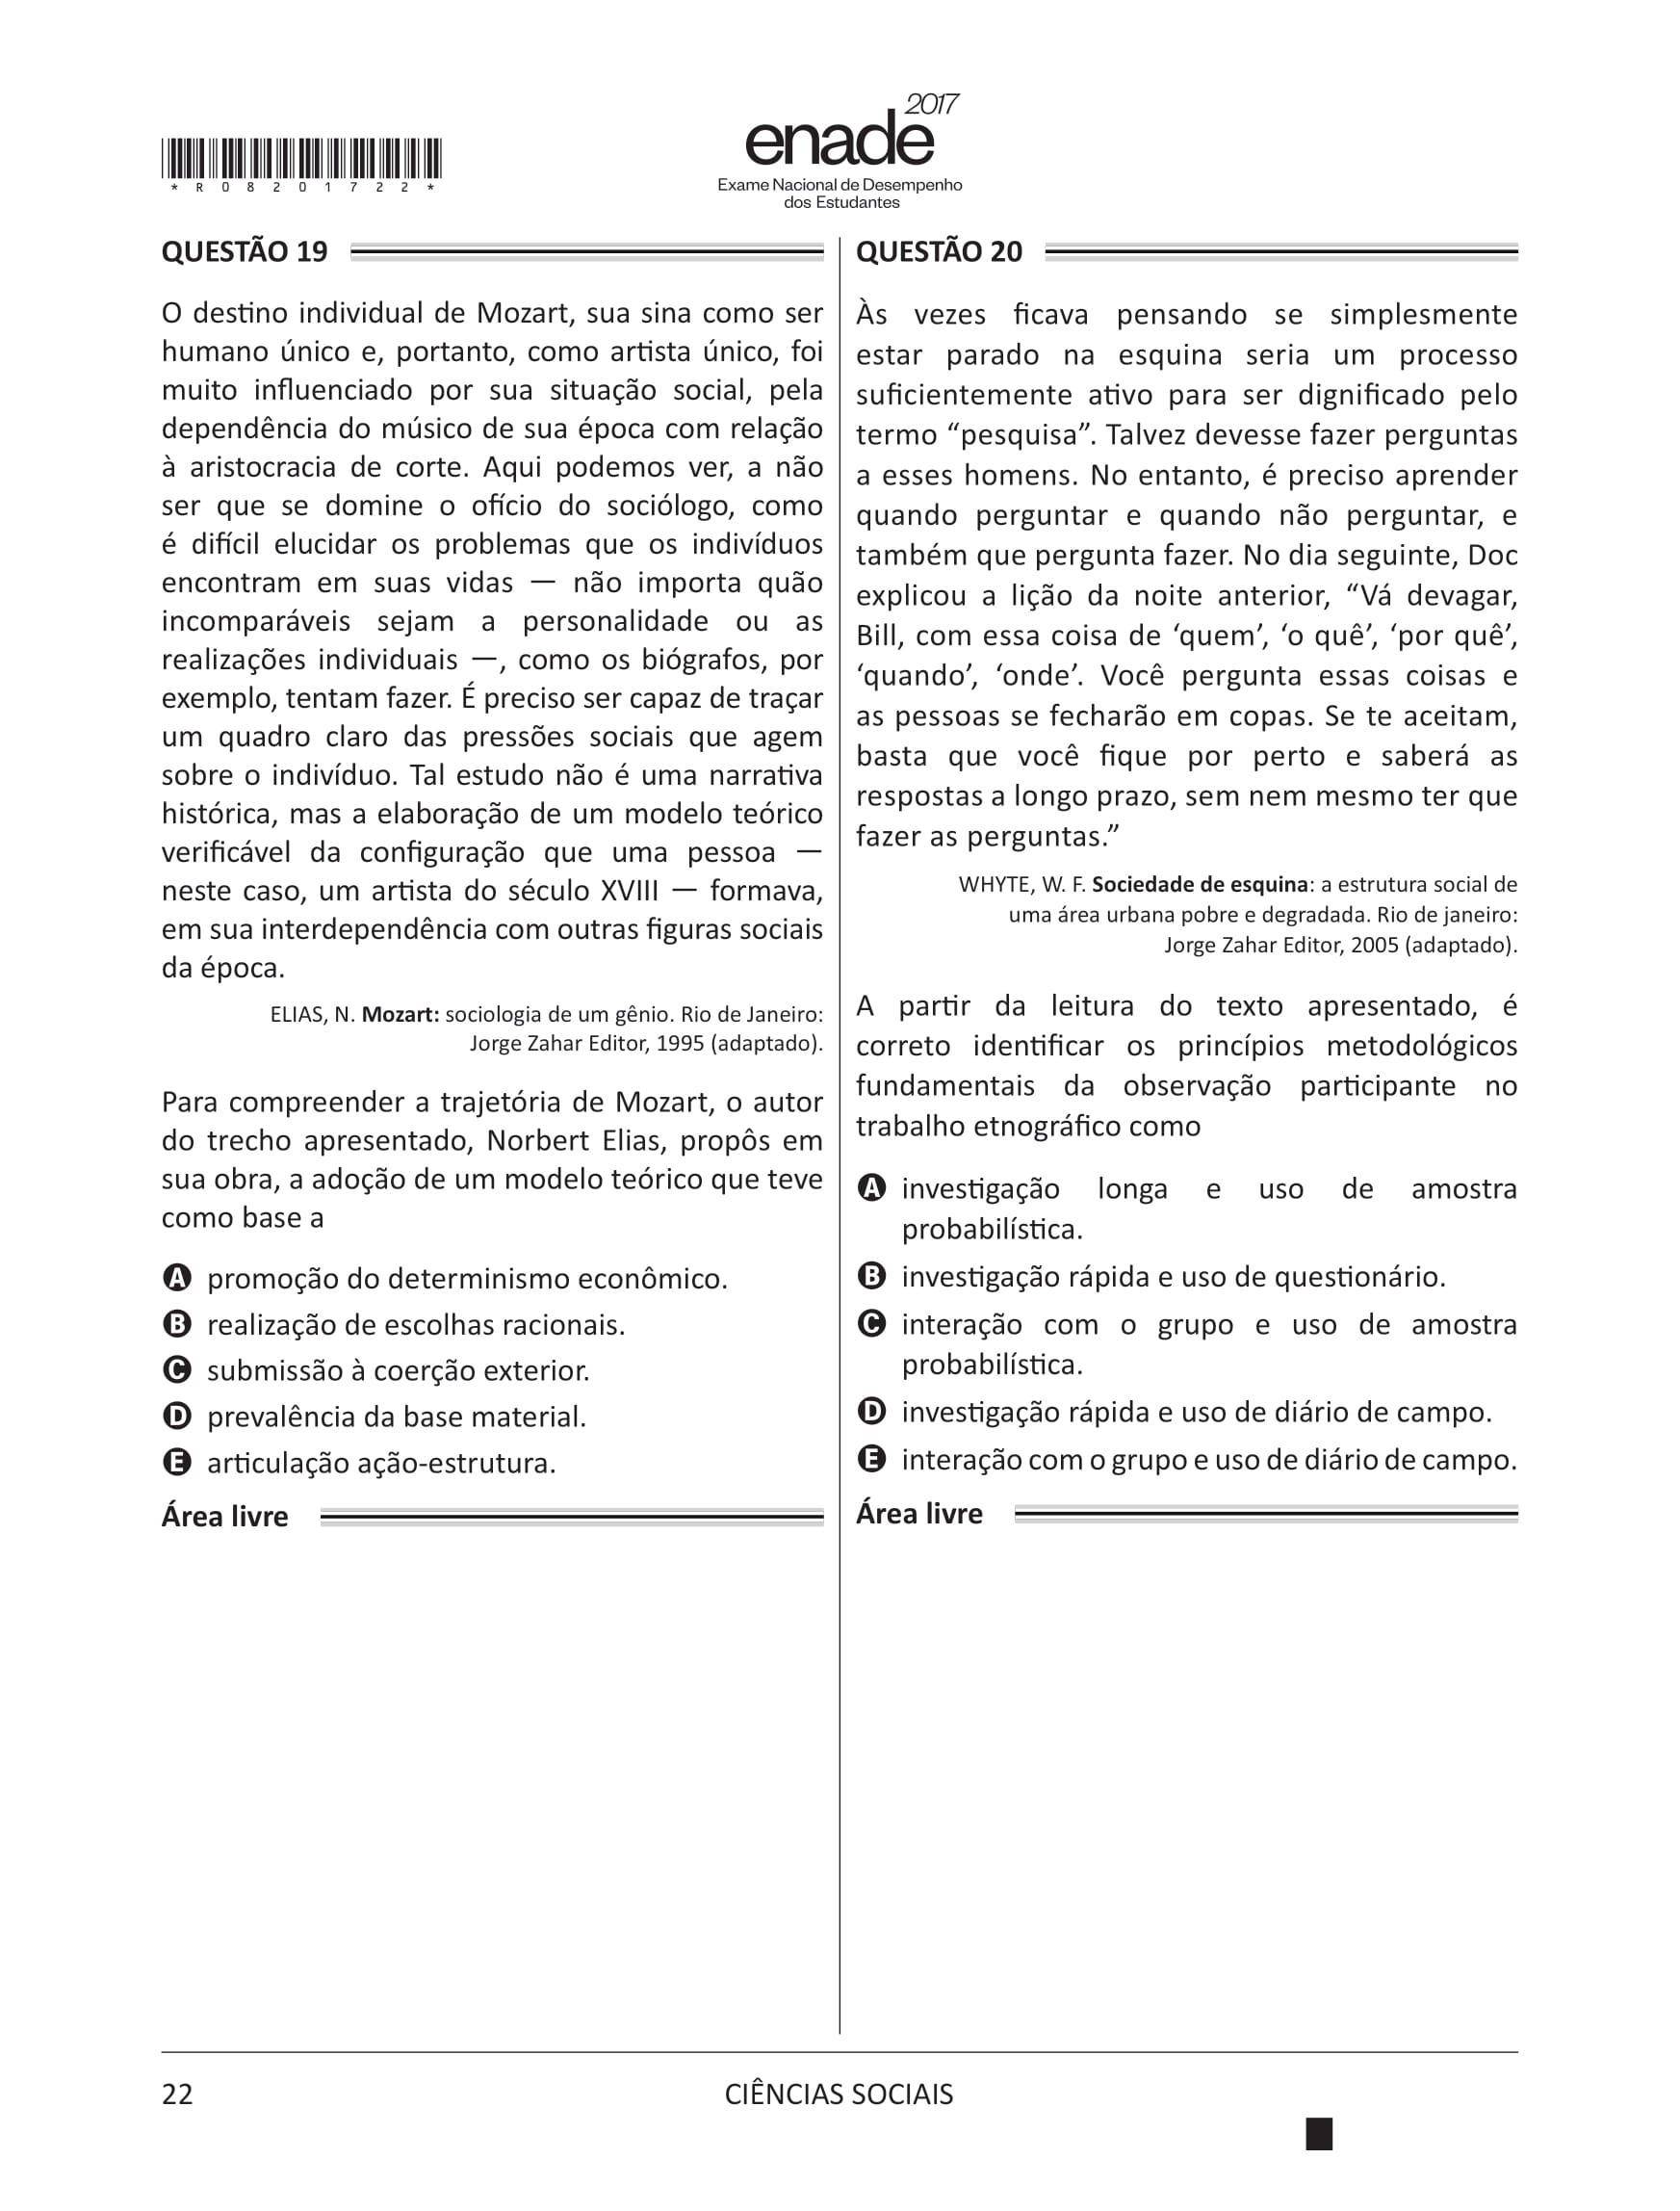 *R08201722*
enade 2017
Exame Nacional de Desempenho
dos Estudantes
QUESTÃO 19
O destino individual de Mozart, sua sina como ser
humano único e, portanto, como artista único, foi
muito influenciado por sua situação social, pela
dependência do músico de sua época com relação
à aristocracia de corte. Aqui podemos ver, a não
ser que se domine o ofício do sociólogo, como
é difícil elucidar os problemas que os indivíduos
encontram em suas vidas — não importa quão
incomparáveis sejam a personalidade ou as
realizações individuais —, como os biógrafos, por
exemplo, tentam fazer. É preciso ser capaz de traçar
um quadro claro das pressões sociais que agem
sobre o indivíduo. Tal estudo não é uma narrativa
histórica, mas a elaboração de um modelo teórico
verificável da configuração que uma pessoa —
neste caso, um artista do século XVIII — formava,
em sua interdependência com outras figuras sociais
da época.
ELIAS, N. Mozart: sociologia de um gênio. Rio de Janeiro:
Jorge Zahar Editor, 1995 (adaptado).
Para compreender a trajetória de Mozart, o autor
do trecho apresentado, Norbert Elias, propôs em
sua obra, a adoção de um modelo teórico que teve
como base a
A promoção do determinismo econômico.
B realização de escolhas racionais.
C submissão à coerção exterior.
D prevalência da base material.
E articulação ação-estrutura.
Área livre
QUESTÃO 20
Às vezes ficava pensando se simplesmente
estar parado na esquina seria um processo
suficientemente ativo para ser dignificado pelo
termo “pesquisa”. Talvez devesse fazer perguntas
a esses homens. No entanto, é preciso aprender
quando perguntar e quando não perguntar, e
também que pergunta fazer. No dia seguinte, Doc
explicou a lição da noite anterior, “Vá devagar,
Bill, com essa coisa de ‘quem’, ‘o quê’, ‘por quê’,
‘quando’, ‘onde’. Você pergunta essas coisas e
as pessoas se fecharão em copas. Se te aceitam,
basta que você fique por perto e saberá as
respostas a longo prazo, sem nem mesmo ter que
fazer as perguntas.”
WHYTE, W. F. Sociedade de esquina: a estrutura social de
uma área urbana pobre e degradada. Rio de janeiro:
Jorge Zahar Editor, 2005 (adaptado).
A partir da leitura do texto apresentado, é
correto identificar os princípios metodológicos
fundamentais da observação participante no
trabalho etnográfico como
A investigação longa e uso de amostra
probabilística.
B investigação rápida e uso de questionário.
C interação com o grupo e uso de amostra
probabilística.
D investigação rápida e uso de diário de campo.
E interação com o grupo e uso de diário de campo.
Área livre
22
CIÊNCIAS SOCIAIS